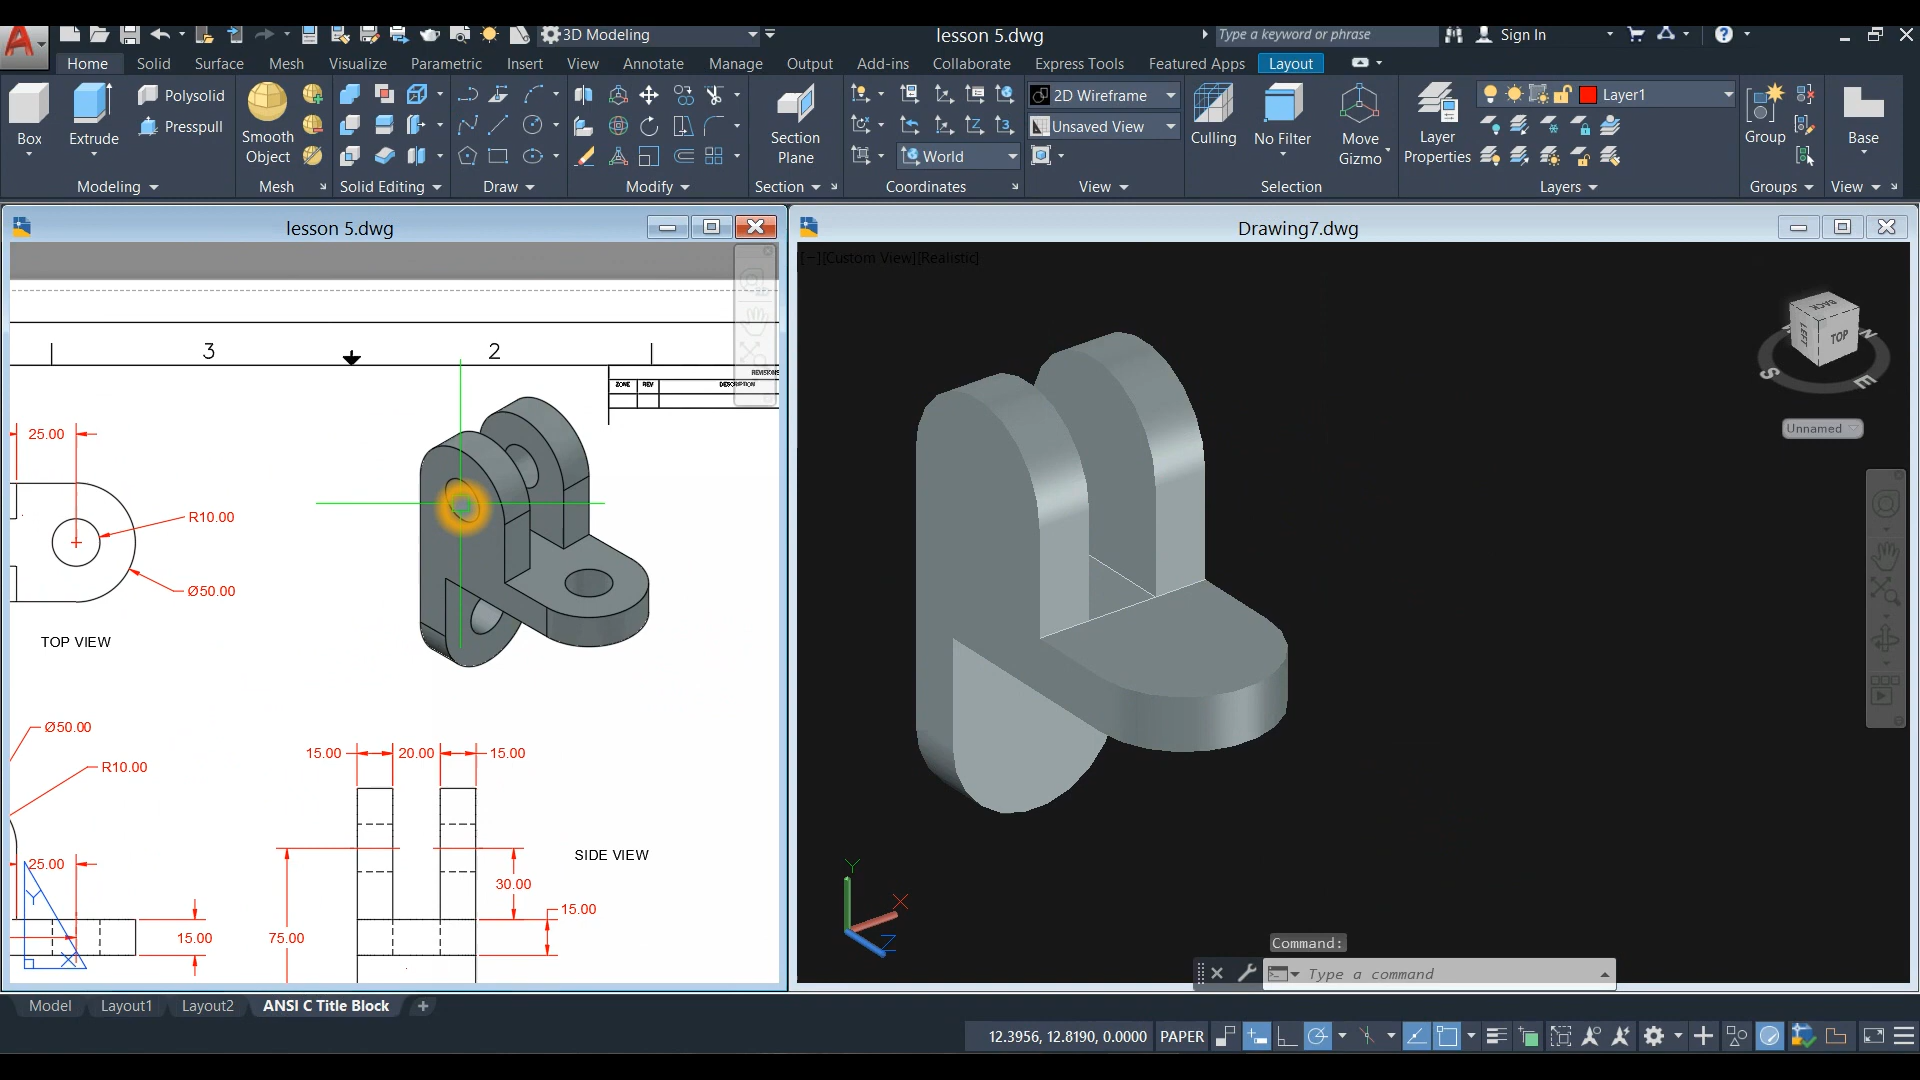 A
3D Modeling
lesson 5.dwg
Type a keyword or phrase
Sign In
Home
Solid
Surface
Mesh
Visualize
Parametric
Insert
View
Annotate
Manage
Output
Add-ins
Collaborate
Express Tools
Featured Apps
Layout
Box
Extrude
Polysolid
Presspull
Smooth
Object
Section
Plane
World
2D Wireframe
Unsaved View
Culling
No Filter
Move
Gizmo
Layer
Properties
Layer1
Group
Base
Modeling
Mesh
Solid Editing
Draw
Modify
Section
Coordinates
View
Selection
Layers
Groups
View
lesson 5.dwg
Drawing7.dwg
[−][Custom View][Realistic]
3
2
REVISIONS
ZONE
REV
DESCRIPTION
25.00
R10.00
Ø50.00
TOP VIEW
Ø50.00
R10.00
25.00
15.00
15.00
20.00
15.00
SIDE VIEW
30.00
15.00
75.00
Y
X
BACK
LEFT
TOP
N
S
E
Unnamed
Y
X
Z
Command:
Type a command
Model
Layout1
Layout2
ANSI C Title Block
12.3956, 12.8190, 0.0000
PAPER